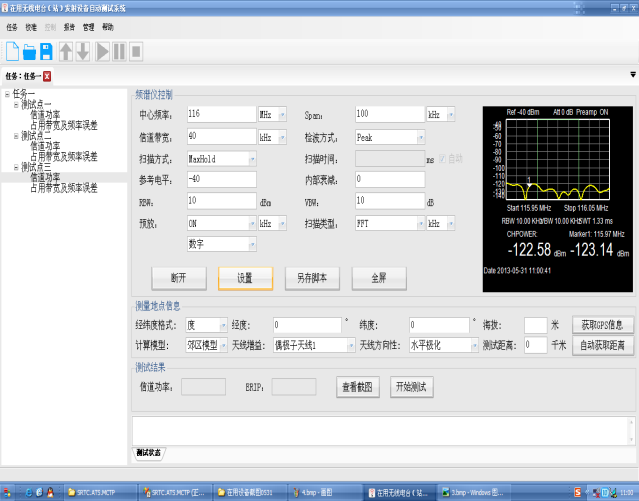 在用无线电台（站）发射设备自动测试系统
任务 校准 控制 报告 管理 帮助
任务：任务一
任务一
测试点一
信道功率
占用带宽及频率误差
测试点二
信道功率
占用带宽及频率误差
测试点三
信道功率
占用带宽及频率误差
频谱仪控制
中心频率： 116 MHz Span： 100 kHz
信道带宽： 40 kHz 检波方式： Peak
扫描方式： MaxHold 扫描时间： ms 自动
参考电平： -40 内部衰减： 0
RBW： 10 dBm VBW： 10 dB
预放： ON kHz 扫描类型： FFT kHz
数字
断开 设置 另存脚本 全屏
Ref -40 dBm Att 0 dB Preamp ON
-60
-70
-80
-90
-100
-110
-120
-130
-140
1
Start 115.95 MHz Stop 116.05 MHz
RBW 10.00 KHz VBW 10.00 KHz SWT 1.33 ms
CHPOWER: Marker1: 115.97 MHz
-122.58 dBm -123.14 dBm
Date 2013-05-31 11:00:41
测量地点信息
经纬度格式： 度 经度： 0 ° 纬度： 0 ° 海拔： 米 获取GPS信息
计算模型： 郊区模型 天线增益： 偶极子天线1 天线方向性： 水平极化 测试距离： 0 千米 自动获取距离
测试结果
信道功率： ERIP： 查看截图 开始测试
测试状态
SRTC.ATS.MCTP SRTC.ATS.MCTP (正... 在用设备截图0531 4.bmp - 画图 在用无线电台（站... 3.bmp - Windows 照... 11:00